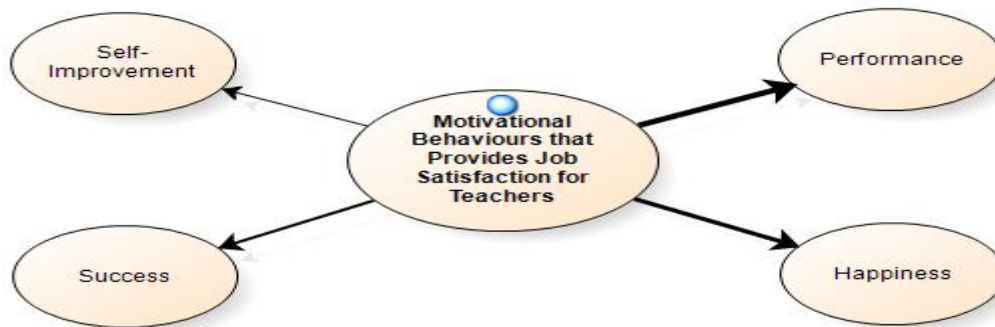 Self-
Improvement
Performance
Motivational
Behaviours that
Provides Job
Satisfaction for
Teachers
Success
Happiness